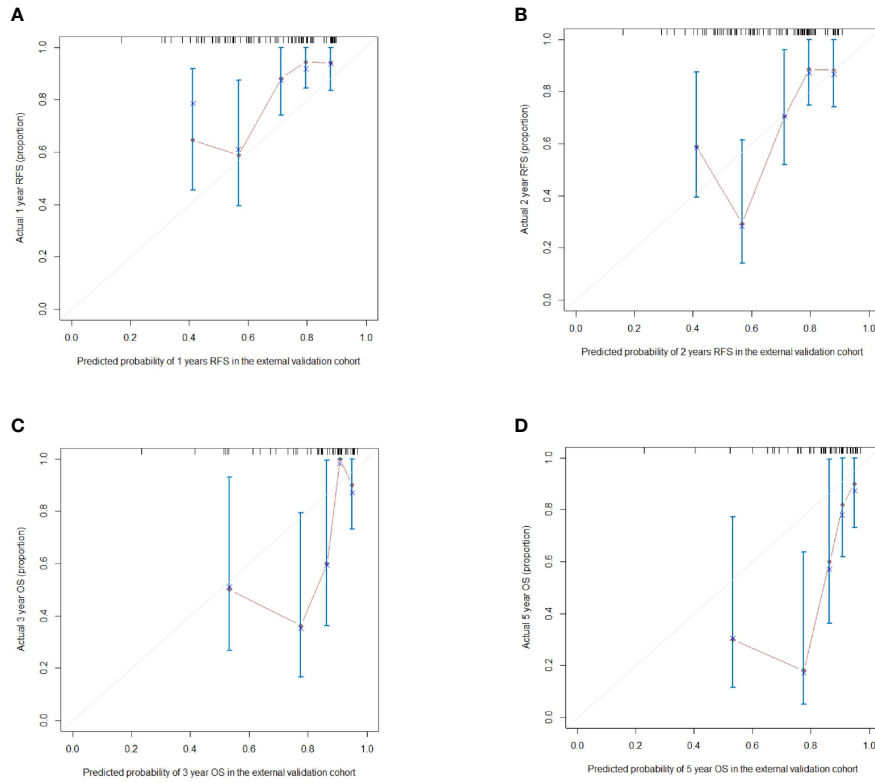 A
Actual 1 year RFS (proportion)
1.0
0.8
0.6
0.4
0.2
0.0
0.0 0.2 0.4 0.6 0.8 1.0
Predicted probability of 1 years RFS in the external validation cohort
B
Actual 2 year RFS (proportion)
1.0
0.8
0.6
0.4
0.2
0.0
0.0 0.2 0.4 0.6 0.8 1.0
Predicted probability of 2 years RFS in the external validation cohort
C
Actual 3 year OS (proportion)
1.0
0.8
0.6
0.4
0.2
0.0
0.0 0.2 0.4 0.6 0.8 1.0
Predicted probability of 3 year OS in the external validation cohort
D
Actual 5 year OS (proportion)
1.0
0.8
0.6
0.4
0.2
0.0
0.0 0.2 0.4 0.6 0.8 1.0
Predicted probability of 5 year OS in the external validation cohort